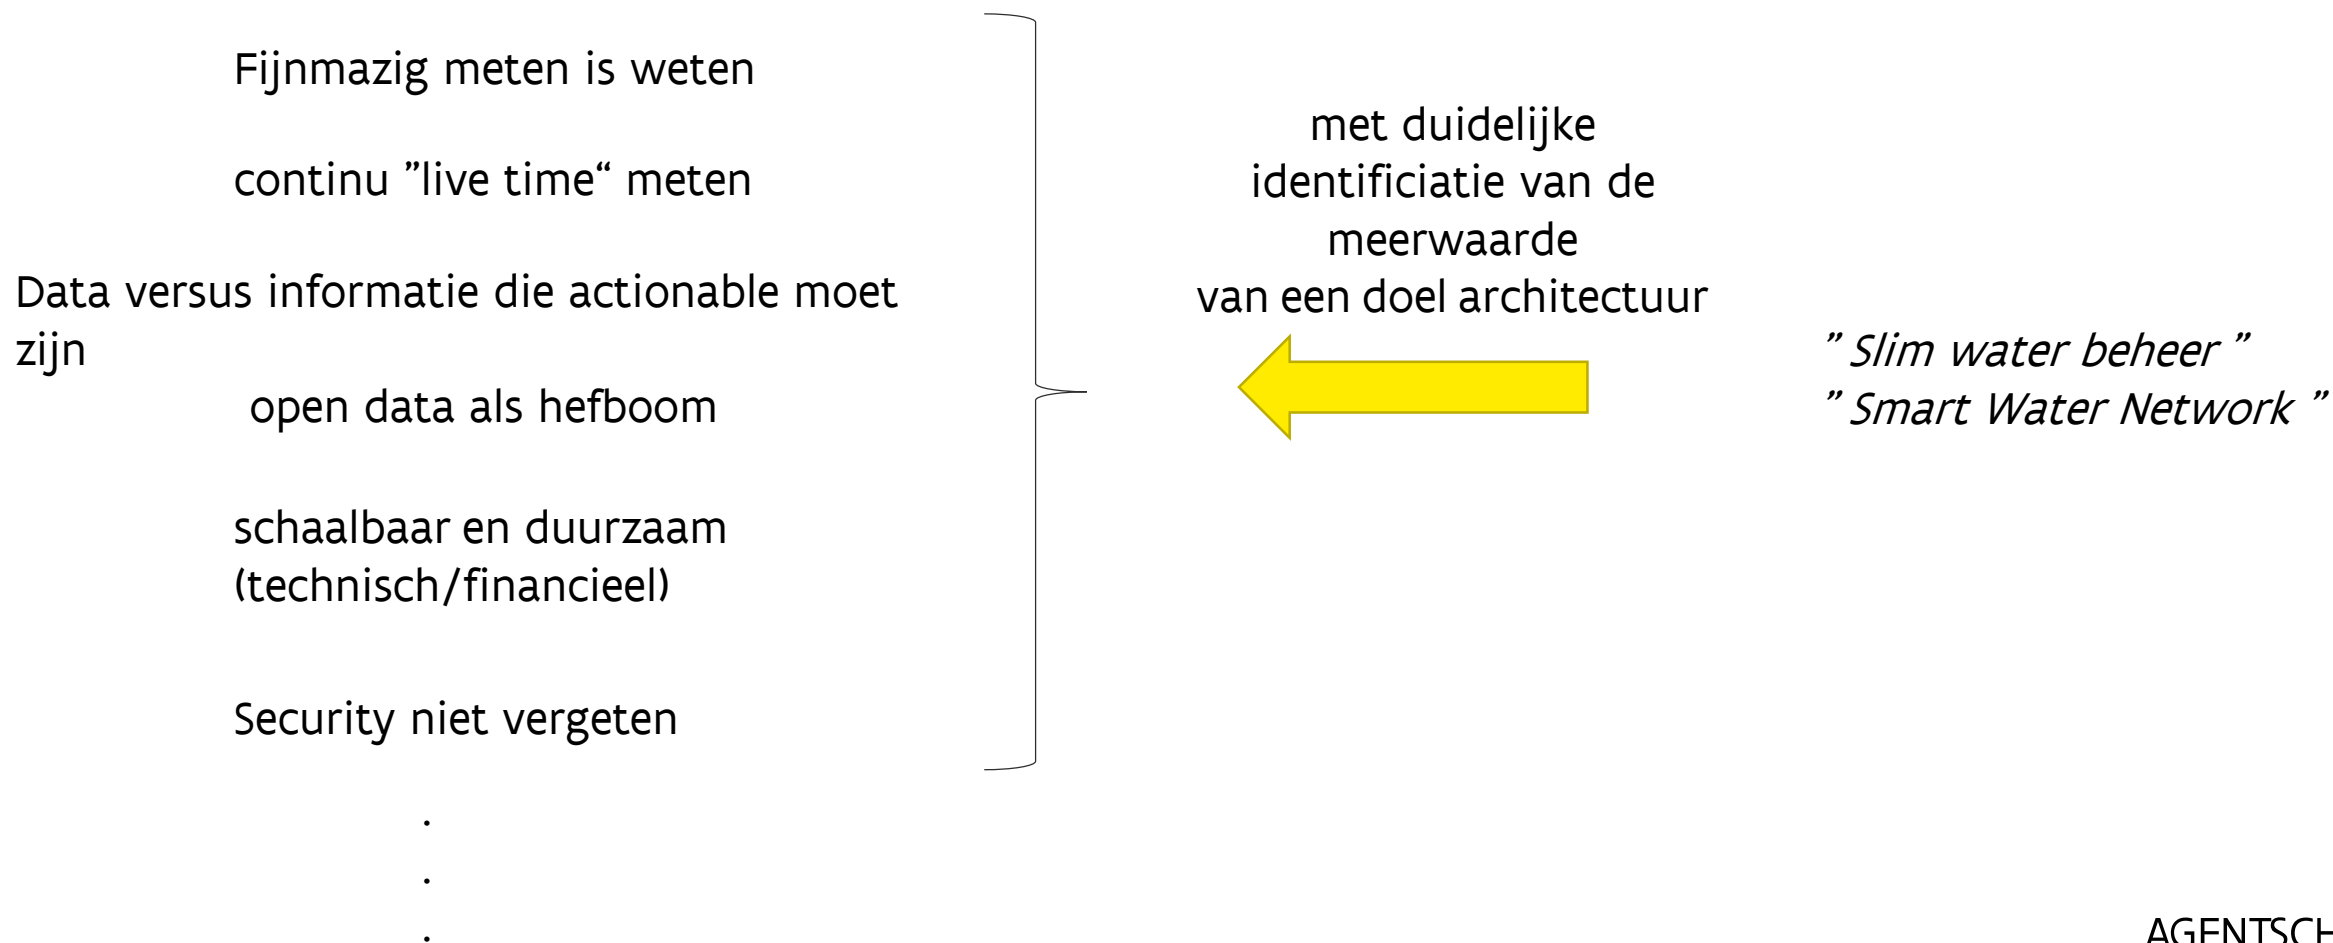 Fijnmazig meten is weten
continu ”live time“ meten
Data versus informatie die actionable moet
zijn
open data als hefboom
schaalbaar en duurzaam
(technisch/financieel)
Security niet vergeten
.
.
.
met duidelijke
identificiatie van de
meerwaarde
van een doel architectuur
” Slim water beheer ”
” Smart Water Network ”
AGENTSCH